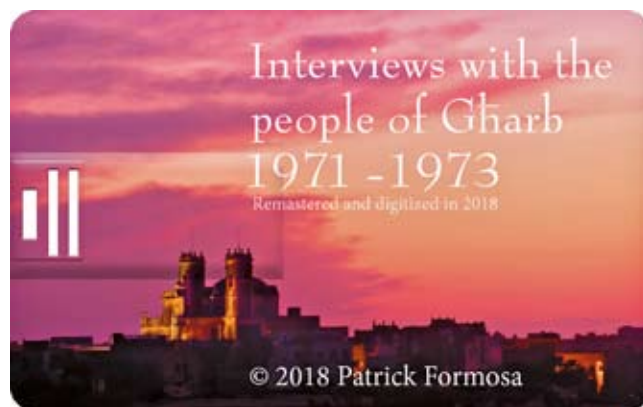 Interviews with the
people of Għarb
1971 -1973
Remastered and digitized in 2018
© 2018 Patrick Formosa